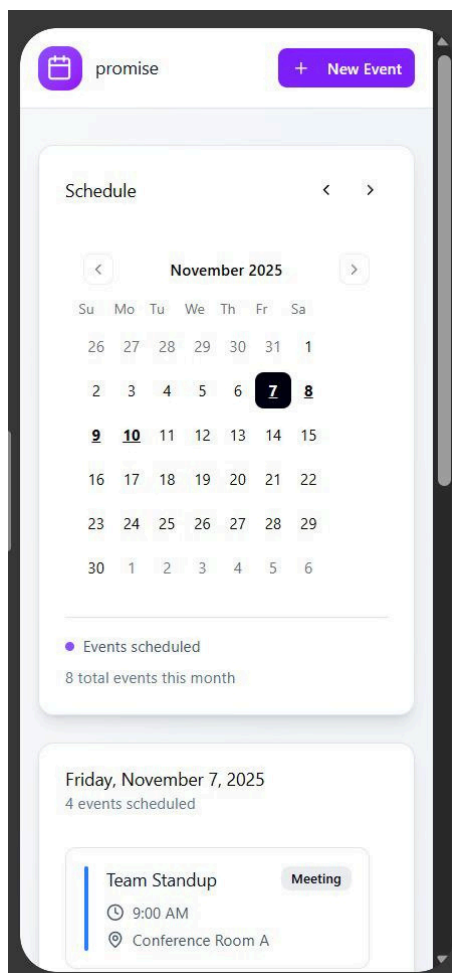 promise
+ New Event
Schedule
November 2025
Su Mo Tu We Th Fr Sa
26 27 28 29 30 31 1
2 3 4 5 6 7 8
9 10 11 12 13 14 15
16 17 18 19 20 21 22
23 24 25 26 27 28 29
30 1 2 3 4 5 6
Events scheduled
8 total events this month
Friday, November 7, 2025
4 events scheduled
Team Standup Meeting
9:00 AM
Conference Room A